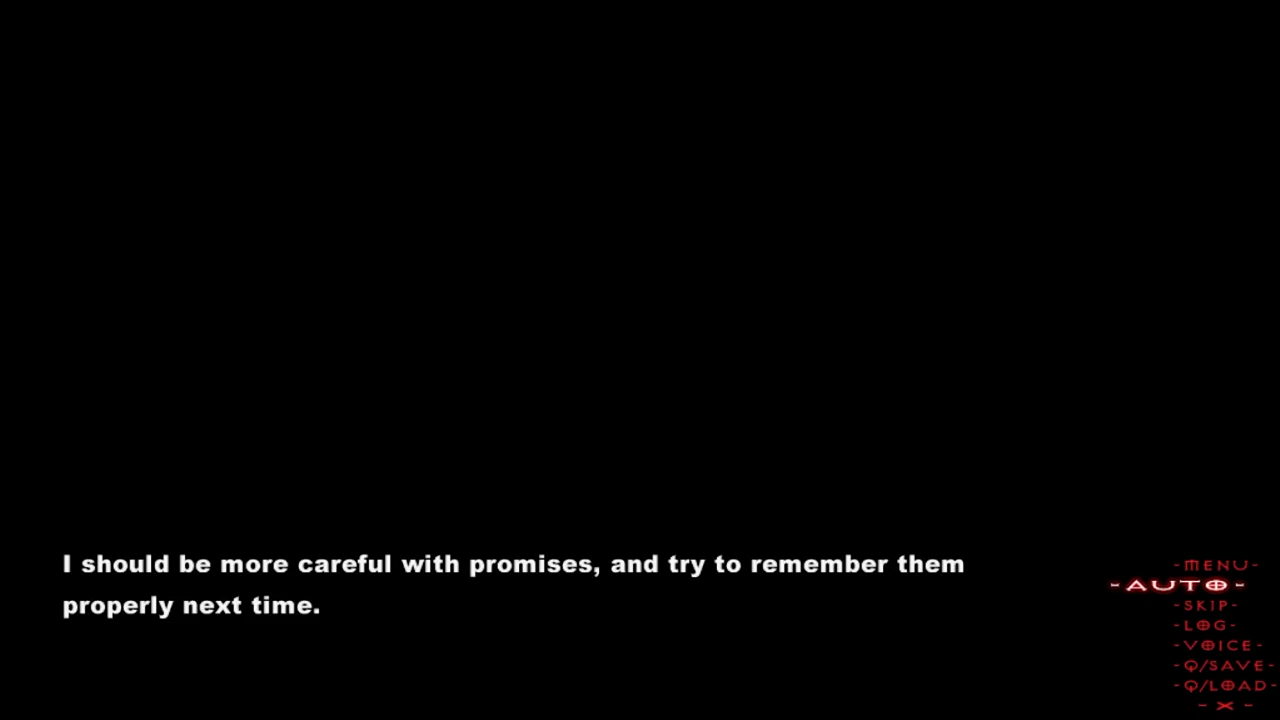 I should be more careful with promises, and try to remember them
properly next time.
-MENU-
-AUTO-
-SKIP-
-LOG-
-VOICE-
-Q/SAVE-
-Q/LOAD-
-X-